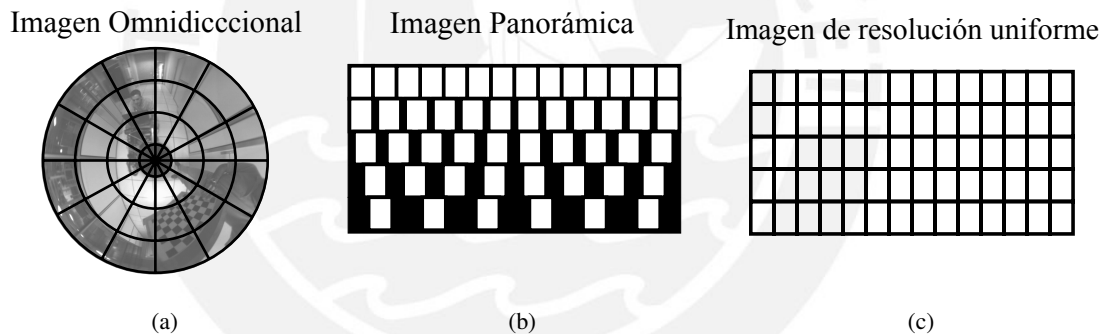 Imagen Omnidicccional
Imagen Panorámica
Imagen de resolución uniforme
(a)
(b)
(c)